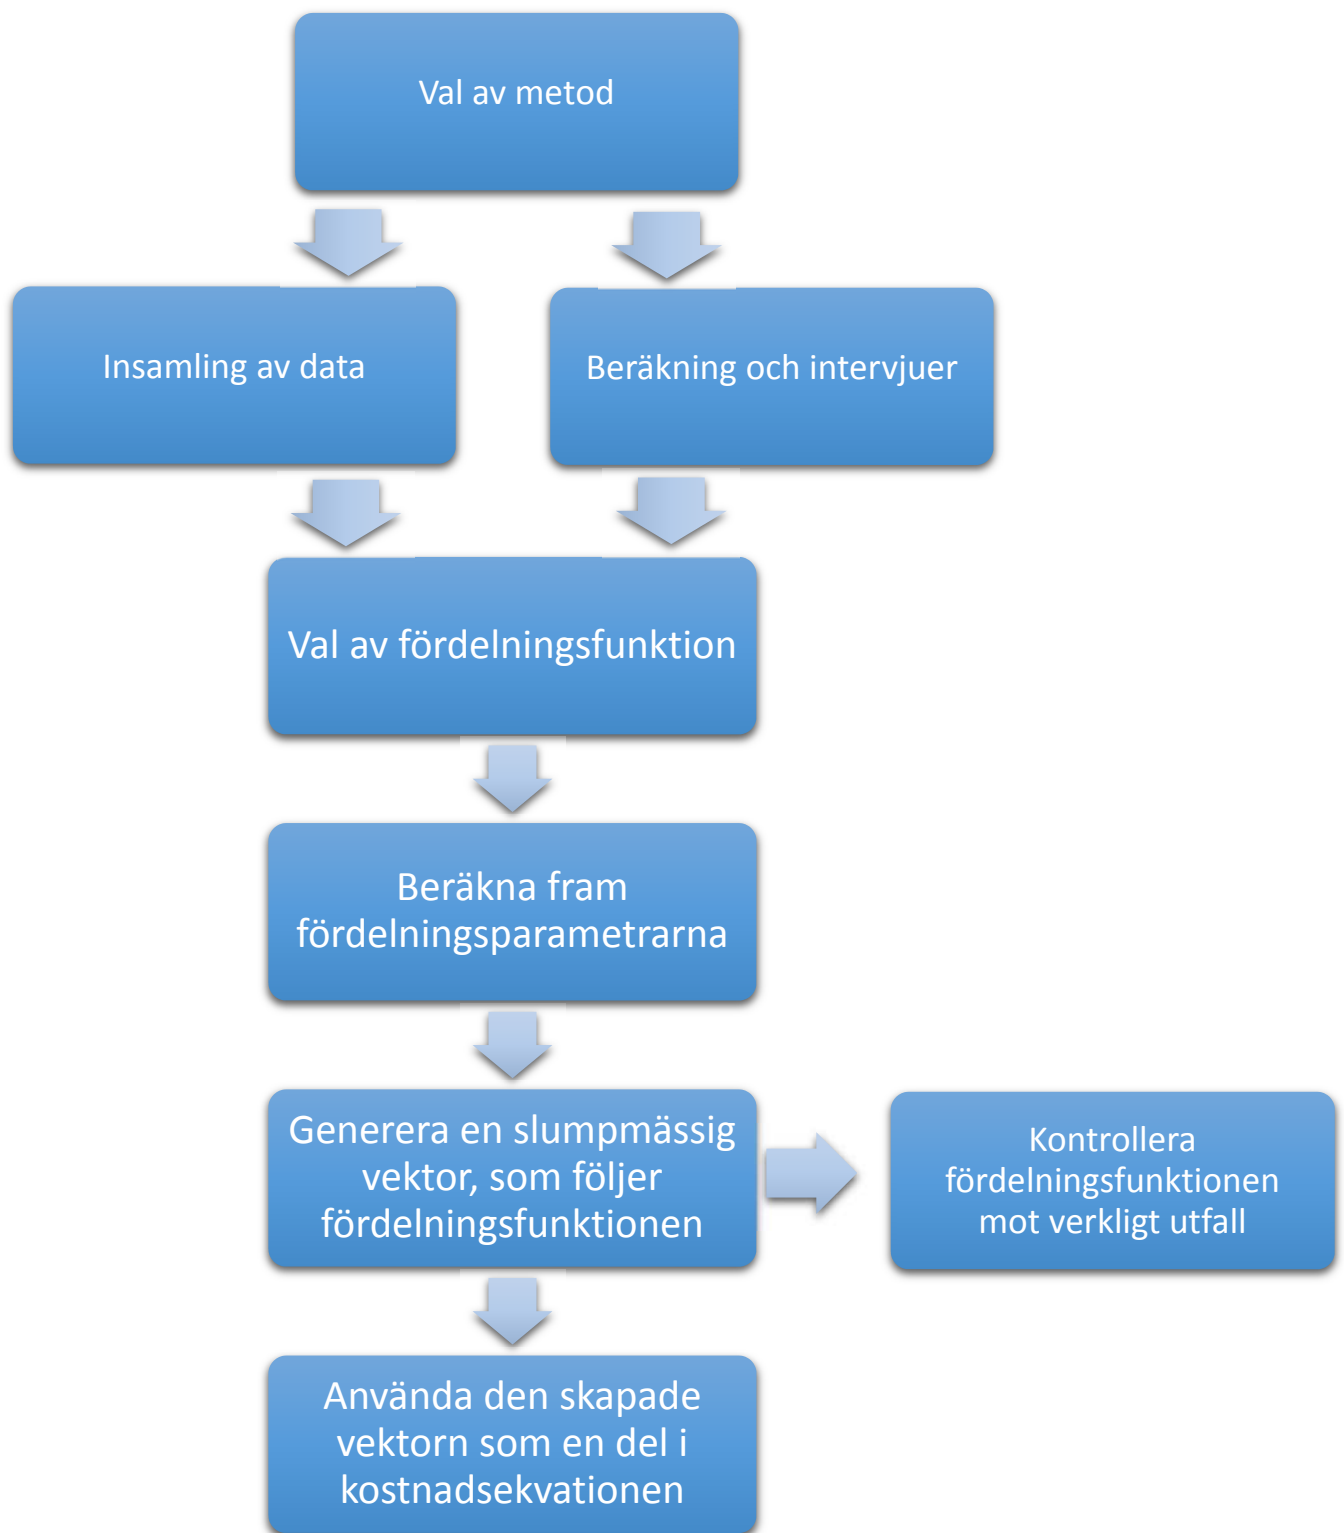 Val av metod
Insamling av data
Beräkning och intervjuer
Val av fördelningsfunktion
Beräkna fram
fördelningsparametrarna
Generera en slumpmässig
vektor, som följer
fördelningsfunktionen
Kontrollera
fördelningsfunktionen
mot verkligt utfall
Använda den skapade
vektorn som en del i
kostnadsekvationen